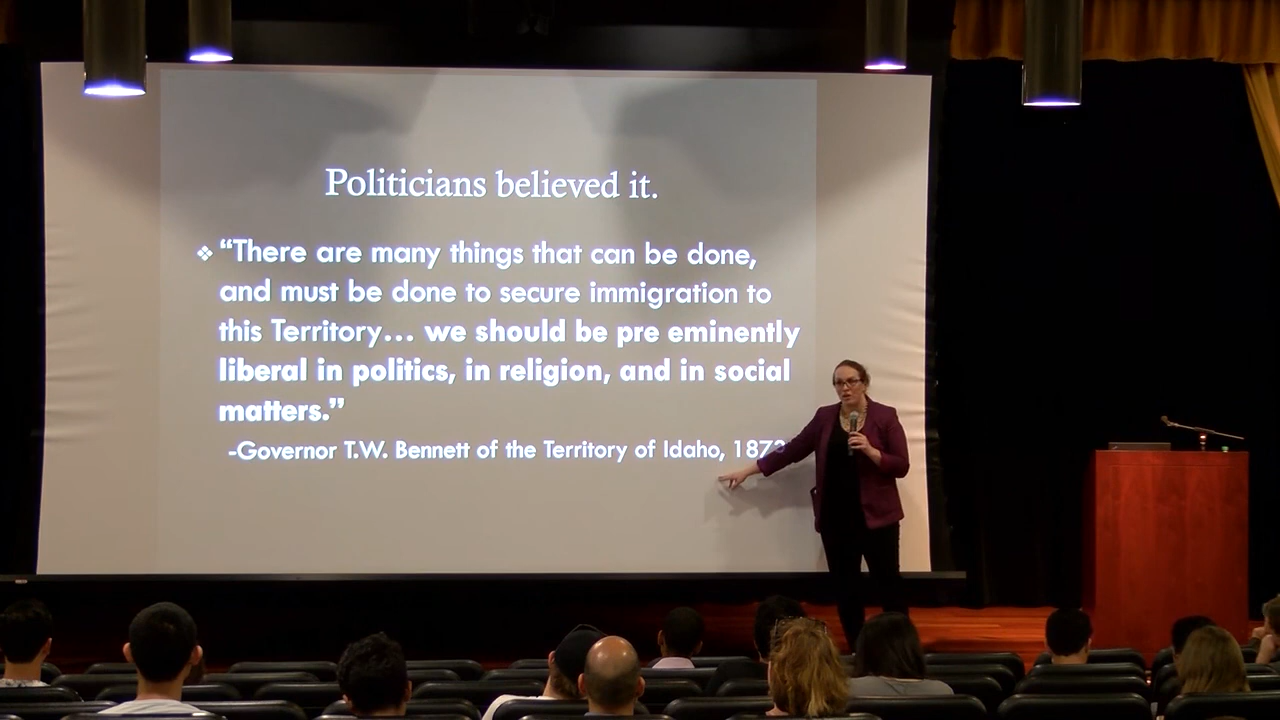 Politicians believed it.
❖ “There are many things that can be done,
and must be done to secure immigration to
this Territory… we should be pre eminently
liberal in politics, in religion, and in social
matters.”
-Governor T.W. Bennett of the Territory of Idaho, 1873